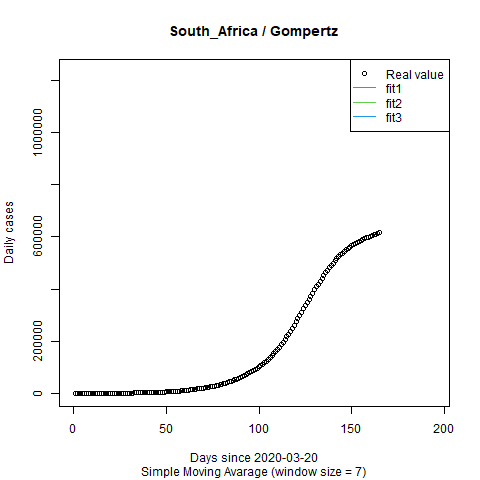 South_Africa / Gompertz
Real value
fit1
fit2
fit3
Daily cases
0
200000
600000
1000000
0
50
100
150
200
Days since 2020-03-20
Simple Moving Avarage (window size = 7)